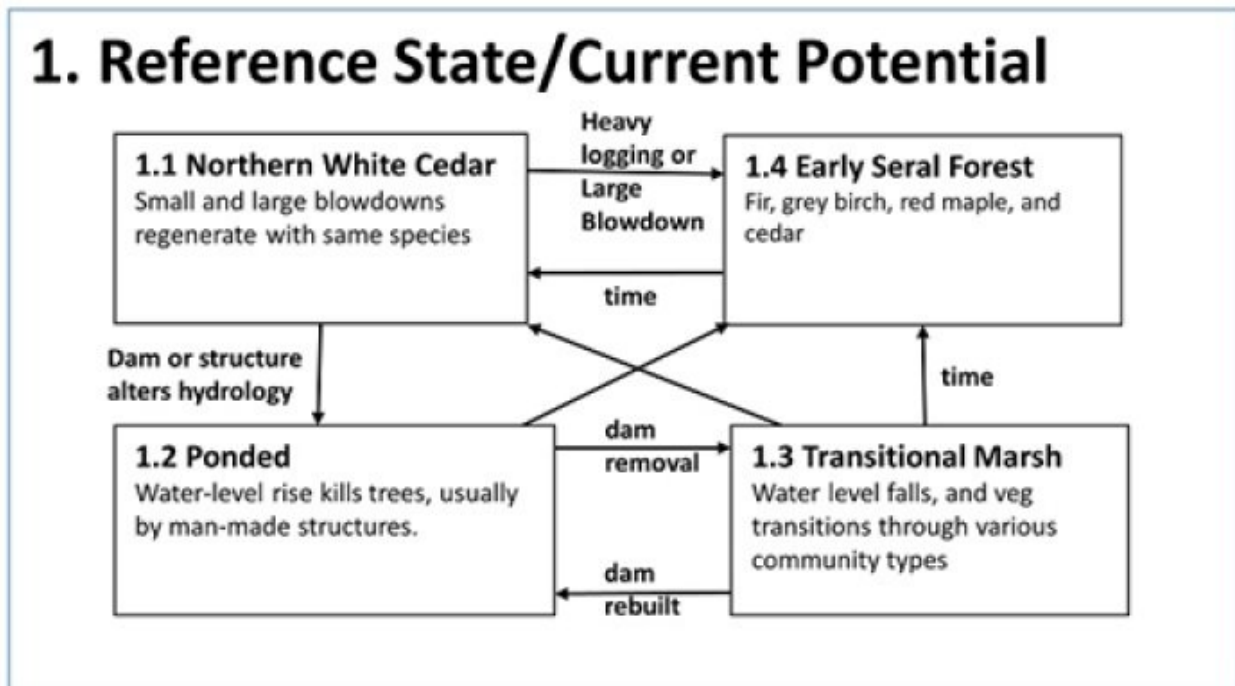 1. Reference State/Current Potential
1.1 Northern White Cedar
Small and large blowdowns
regenerate with same species
Heavy
logging or
Large
Blowdown
time
1.4 Early Seral Forest
Fir, grey birch, red maple, and
cedar
Dam or structure
alters hydrology
time
1.2 Ponded
Water-level rise kills trees, usually
by man-made structures.
dam
removal
dam
rebuilt
1.3 Transitional Marsh
Water level falls, and veg
transitions through various
community types